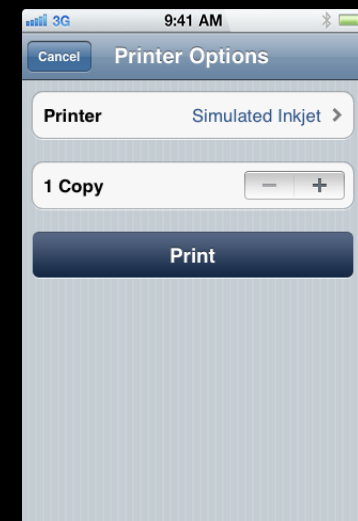 3G 9:41 AM
Cancel Printer Options
Printer Simulated Inkjet >
1 Copy − +
Print